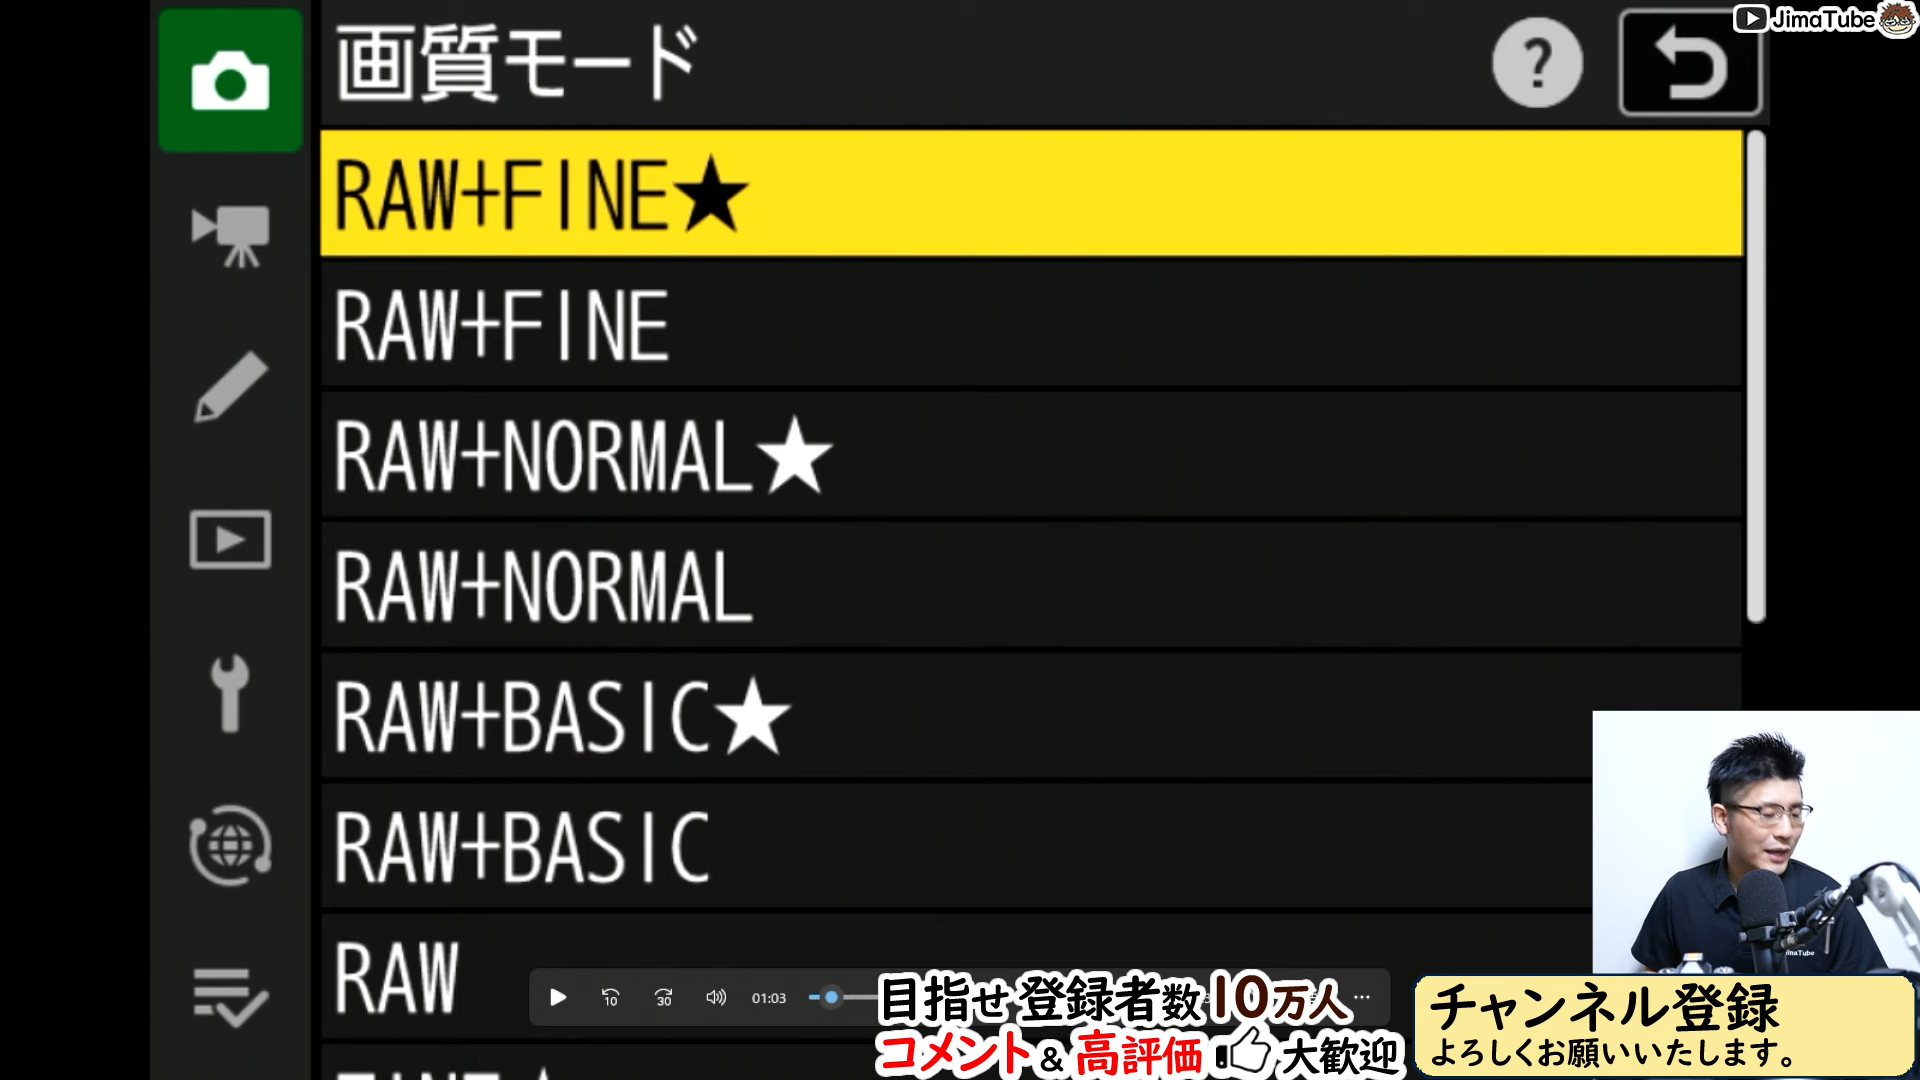 JimaTube
画質モード
?
RAW+FINE★
RAW+FINE
RAW+NORMAL★
RAW+NORMAL
RAW+BASIC★
RAW+BASIC
RAW
10
30
01:03
目指せ 登録者数10万人
コメント&高評価 大歓迎
チャンネル登録
よろしくお願いいたします。